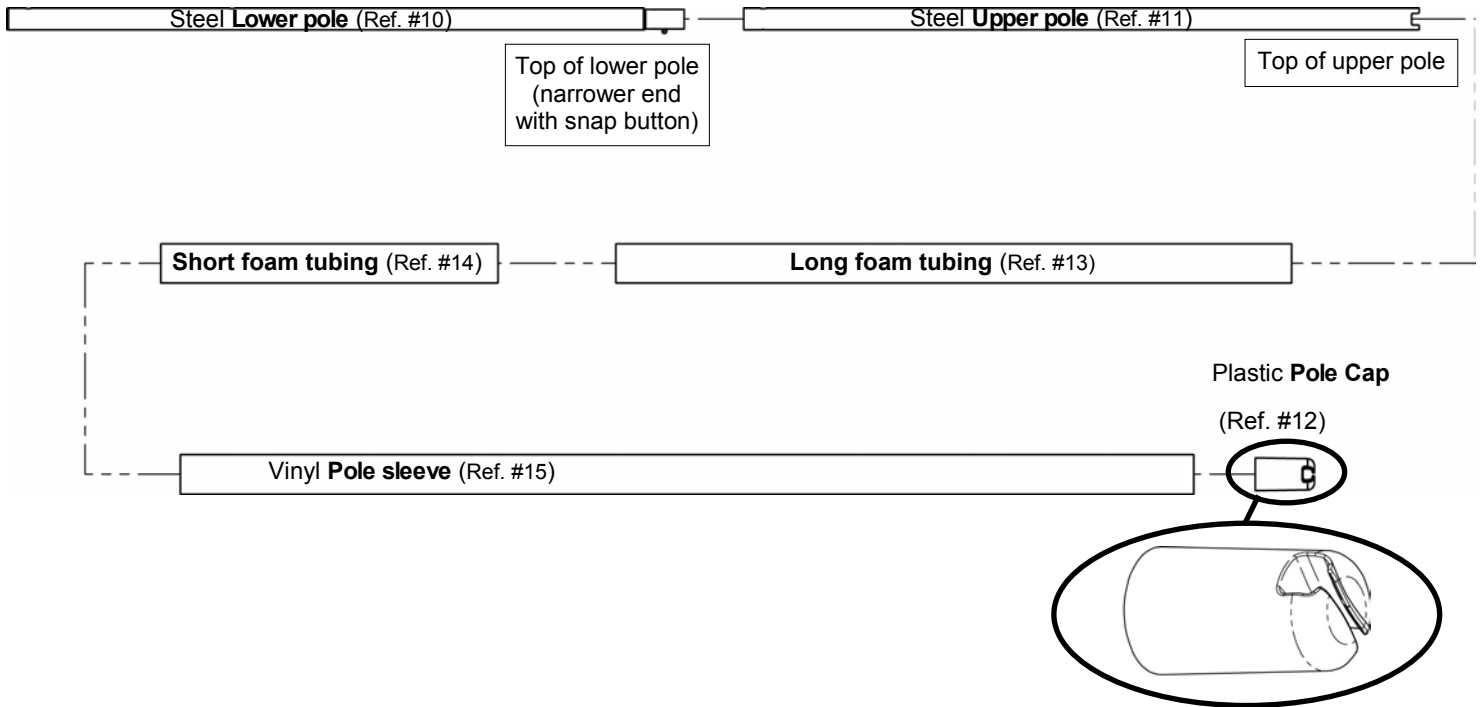 Steel Lower pole (Ref. #10)
Steel Upper pole (Ref. #11)
Top of lower pole
(narrower end
with snap button)
Top of upper pole
Short foam tubing (Ref. #14)
Long foam tubing (Ref. #13)
Plastic Pole Cap
(Ref. #12)
Vinyl Pole sleeve (Ref. #15)